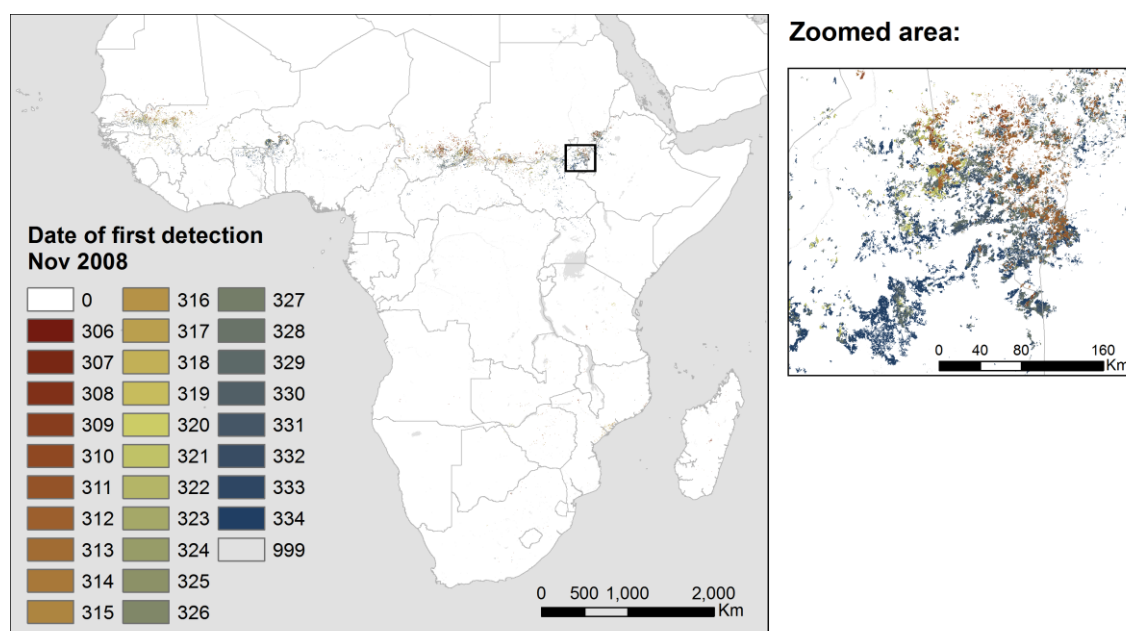 Zoomed area:
Date of first detection
Nov 2008
0 316 327
306 317 328
307 318 329
308 319 330
309 320 331
310 321 332
311 322 333
312 323 334
313 324 999
314 325
315 326
0 500 1,000 2,000
Km
0 40 80 160
Km